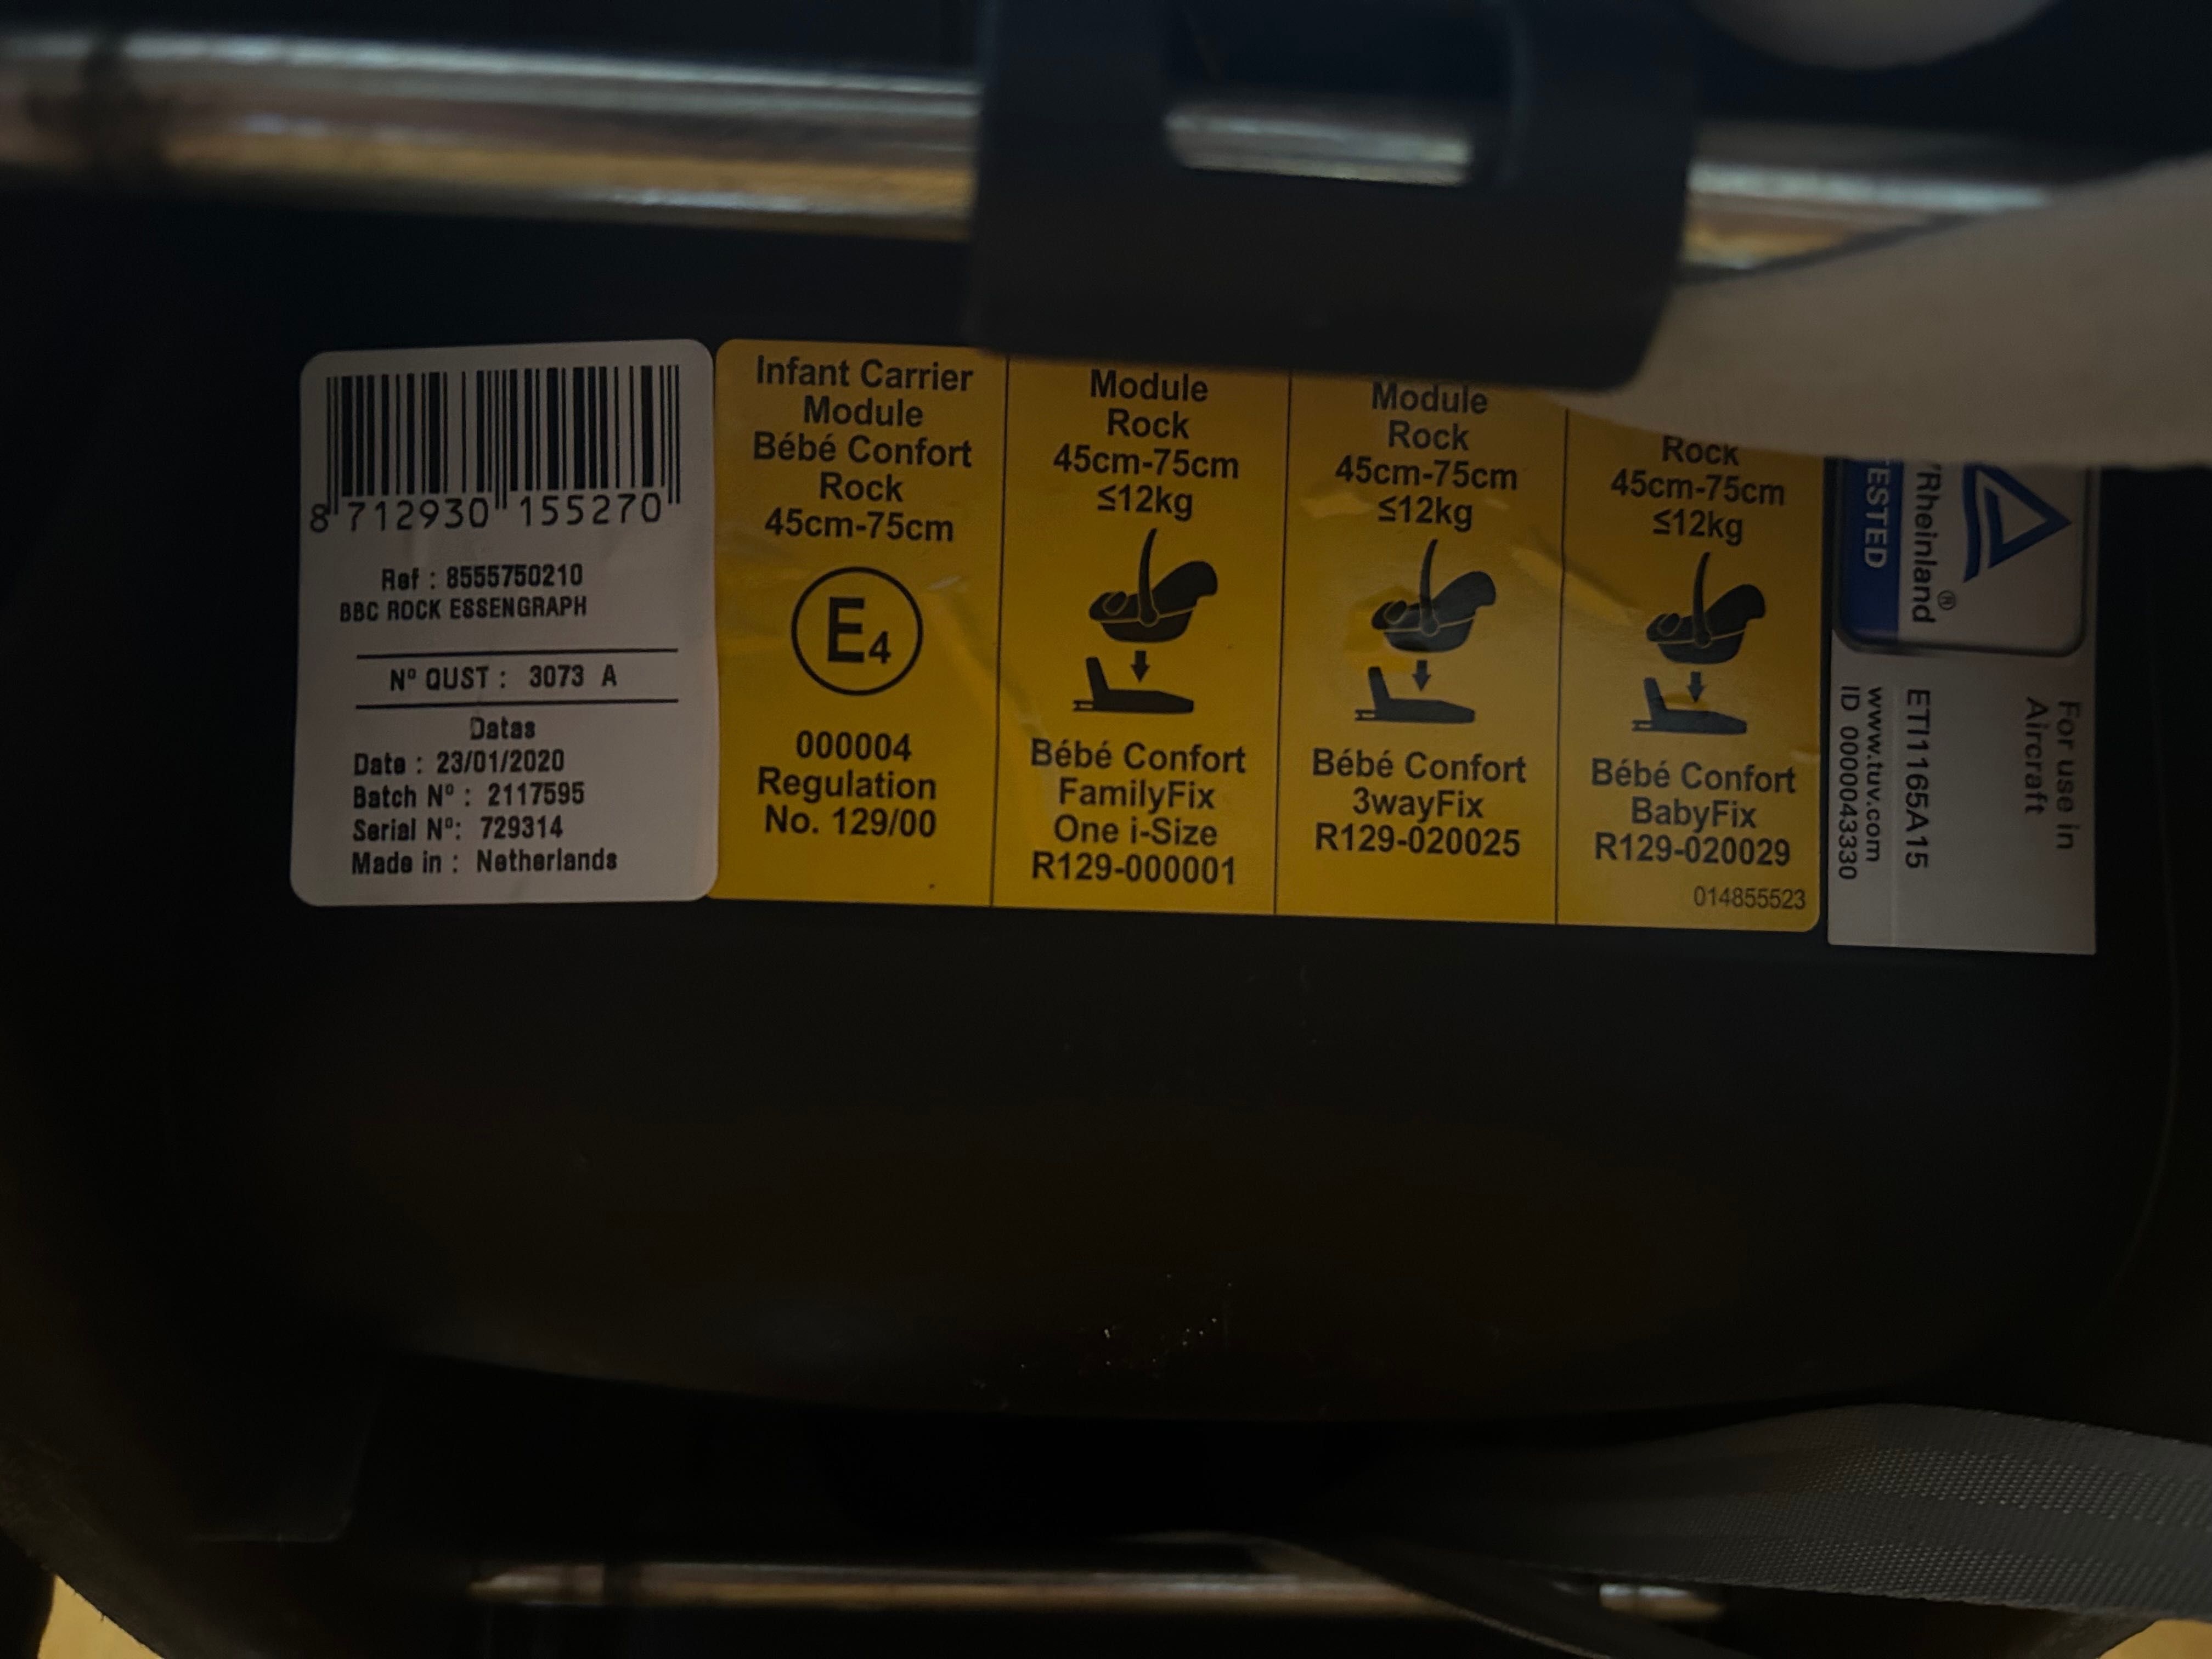 8 712930 155270
Ref : 8555750210
BBC ROCK ESSENGRAPH
Nº QUST : 3073 A
Datas
Date : 23/01/2020
Batch Nº : 2117595
Serial Nº: 729314
Made in : Netherlands
Infant Carrier
Module
Bébé Confort
Rock
45cm-75cm
E4
000004
Regulation
No. 129/00
Module
Rock
45cm-75cm
≤12kg
Bébé Confort
FamilyFix
One i-Size
R129-000001
Module
Rock
45cm-75cm
≤12kg
Bébé Confort
3wayFix
R129-020025
Rock
45cm-75cm
≤12kg
Bébé Confort
BabyFix
R129-020029
014855523
Rheinland®
ESTED
For use in
Aircraft
ETI1165A15
www.tuv.com
ID 0000043330